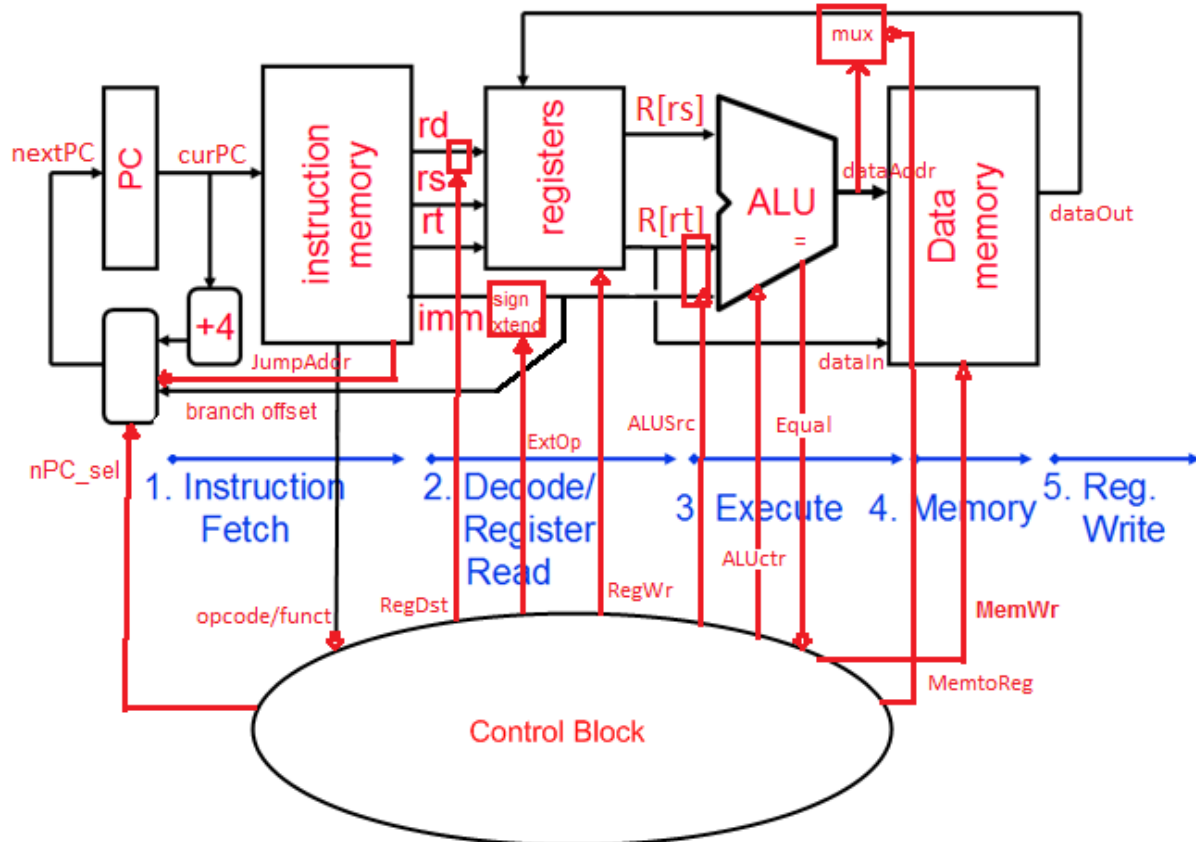 mux
nextPC
PC
curPC
instruction
memory
rd
rs
rt
imm
registers
sign
xtend
R[rs]
R[rt]
ALU
=
dataAddr
Data
memory
dataOut
dataIn
+4
JumpAddr
branch offset
nPC_sel
ExtOp
ALUSrc
Equal
1. Instruction
Fetch
2. Decode/
Register
Read
3. Execute
4. Memory
5. Reg.
Write
opcode/funct
RegDst
RegWr
ALUctr
MemWr
MemtoReg
Control Block